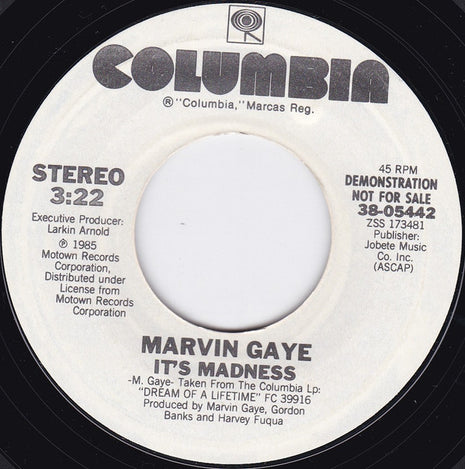 COLUMBIA
® "Columbia," Marcas Reg.
STEREO
3:22
Executive Producer:
Larkin Arnold
℗ 1985
Motown Records
Corporation,
Distributed under
License from
Motown Records
Corporation
45 RPM
DEMONSTRATION
NOT FOR SALE
38-05442
ZSS 173481
Publisher:
Jobete Music
Co. Inc.
(ASCAP)
MARVIN GAYE
IT'S MADNESS
-M. Gaye- Taken From The Columbia Lp:
"DREAM OF A LIFETIME" FC 39916
Produced by Marvin Gaye, Gordon
Banks and Harvey Fuqua